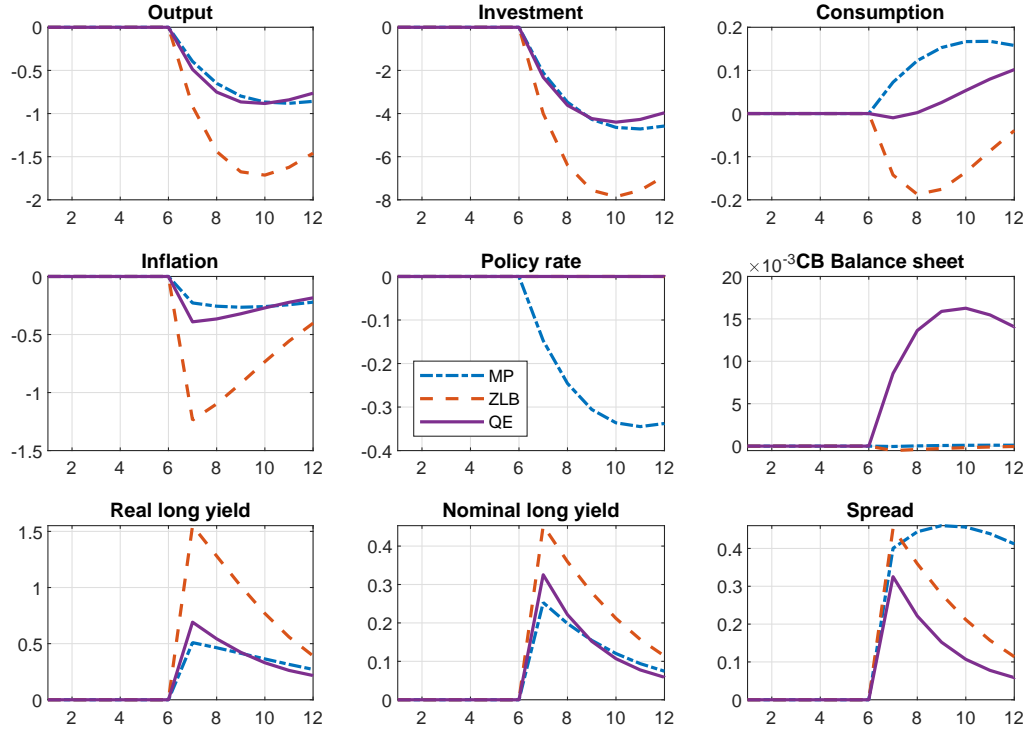 Output
0
-0.5
-1
-1.5
-2
2 4 6 8 10 12
Investment
0
-2
-4
-6
-8
2 4 6 8 10 12
Consumption
0.2
0.1
0
-0.1
-0.2
2 4 6 8 10 12
Inflation
0
-0.5
-1
-1.5
2 4 6 8 10 12
Policy rate
0
-0.1
-0.2
-0.3
-0.4
MP
ZLB
QE
2 4 6 8 10 12
×10-3CB Balance sheet
20
15
10
5
0
2 4 6 8 10 12
Real long yield
1.5
1
0.5
0
2 4 6 8 10 12
Nominal long yield
0.4
0.3
0.2
0.1
0
2 4 6 8 10 12
Spread
0.4
0.3
0.2
0.1
0
2 4 6 8 10 12